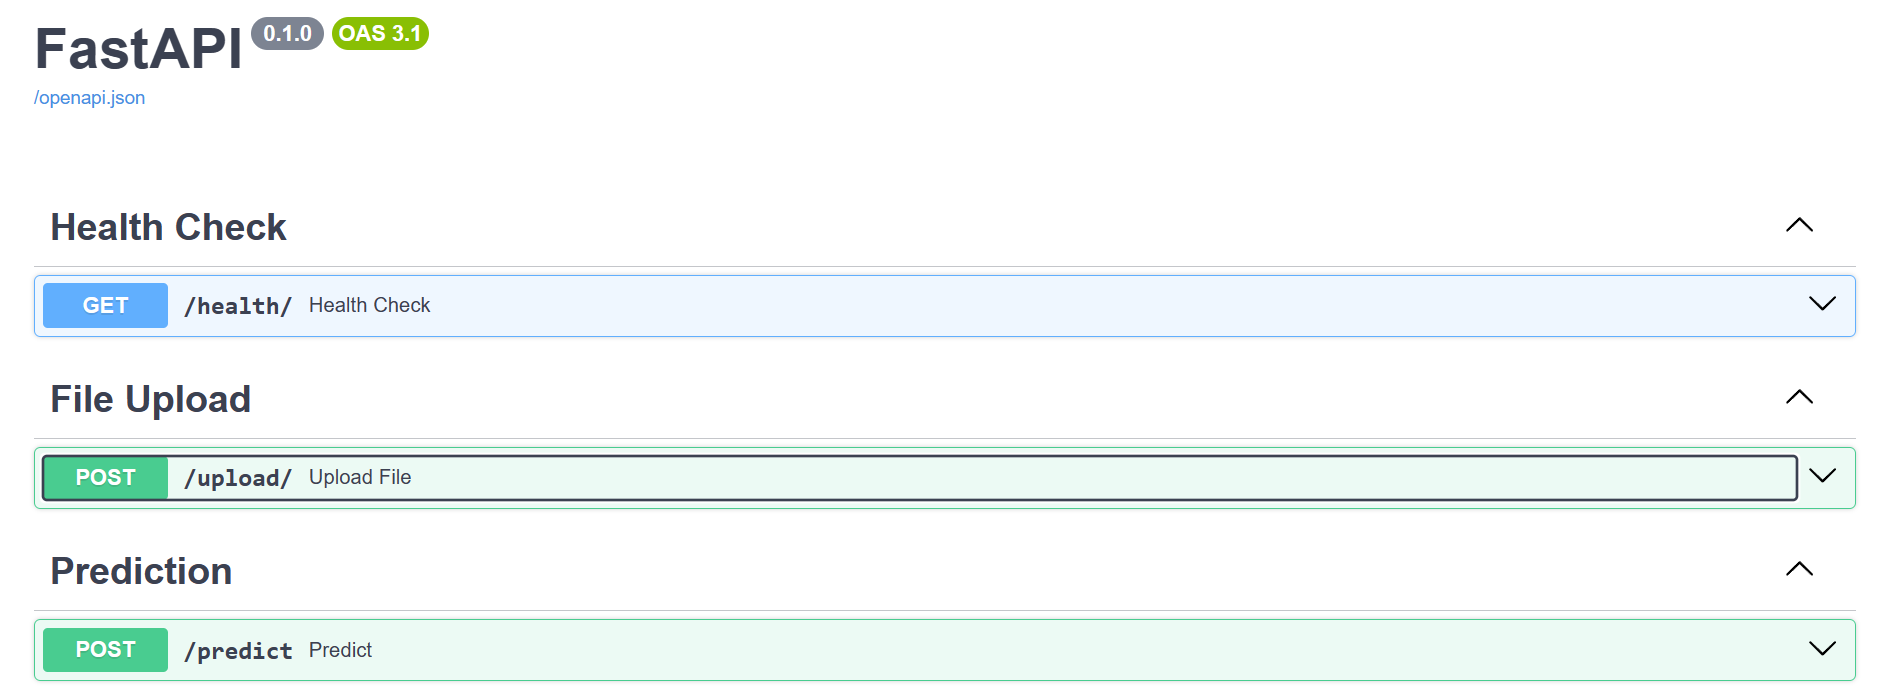 FastAPI 0.1.0 OAS 3.1
/openapi.json
Health Check
GET /health/ Health Check
File Upload
POST /upload/ Upload File
Prediction
POST /predict Predict